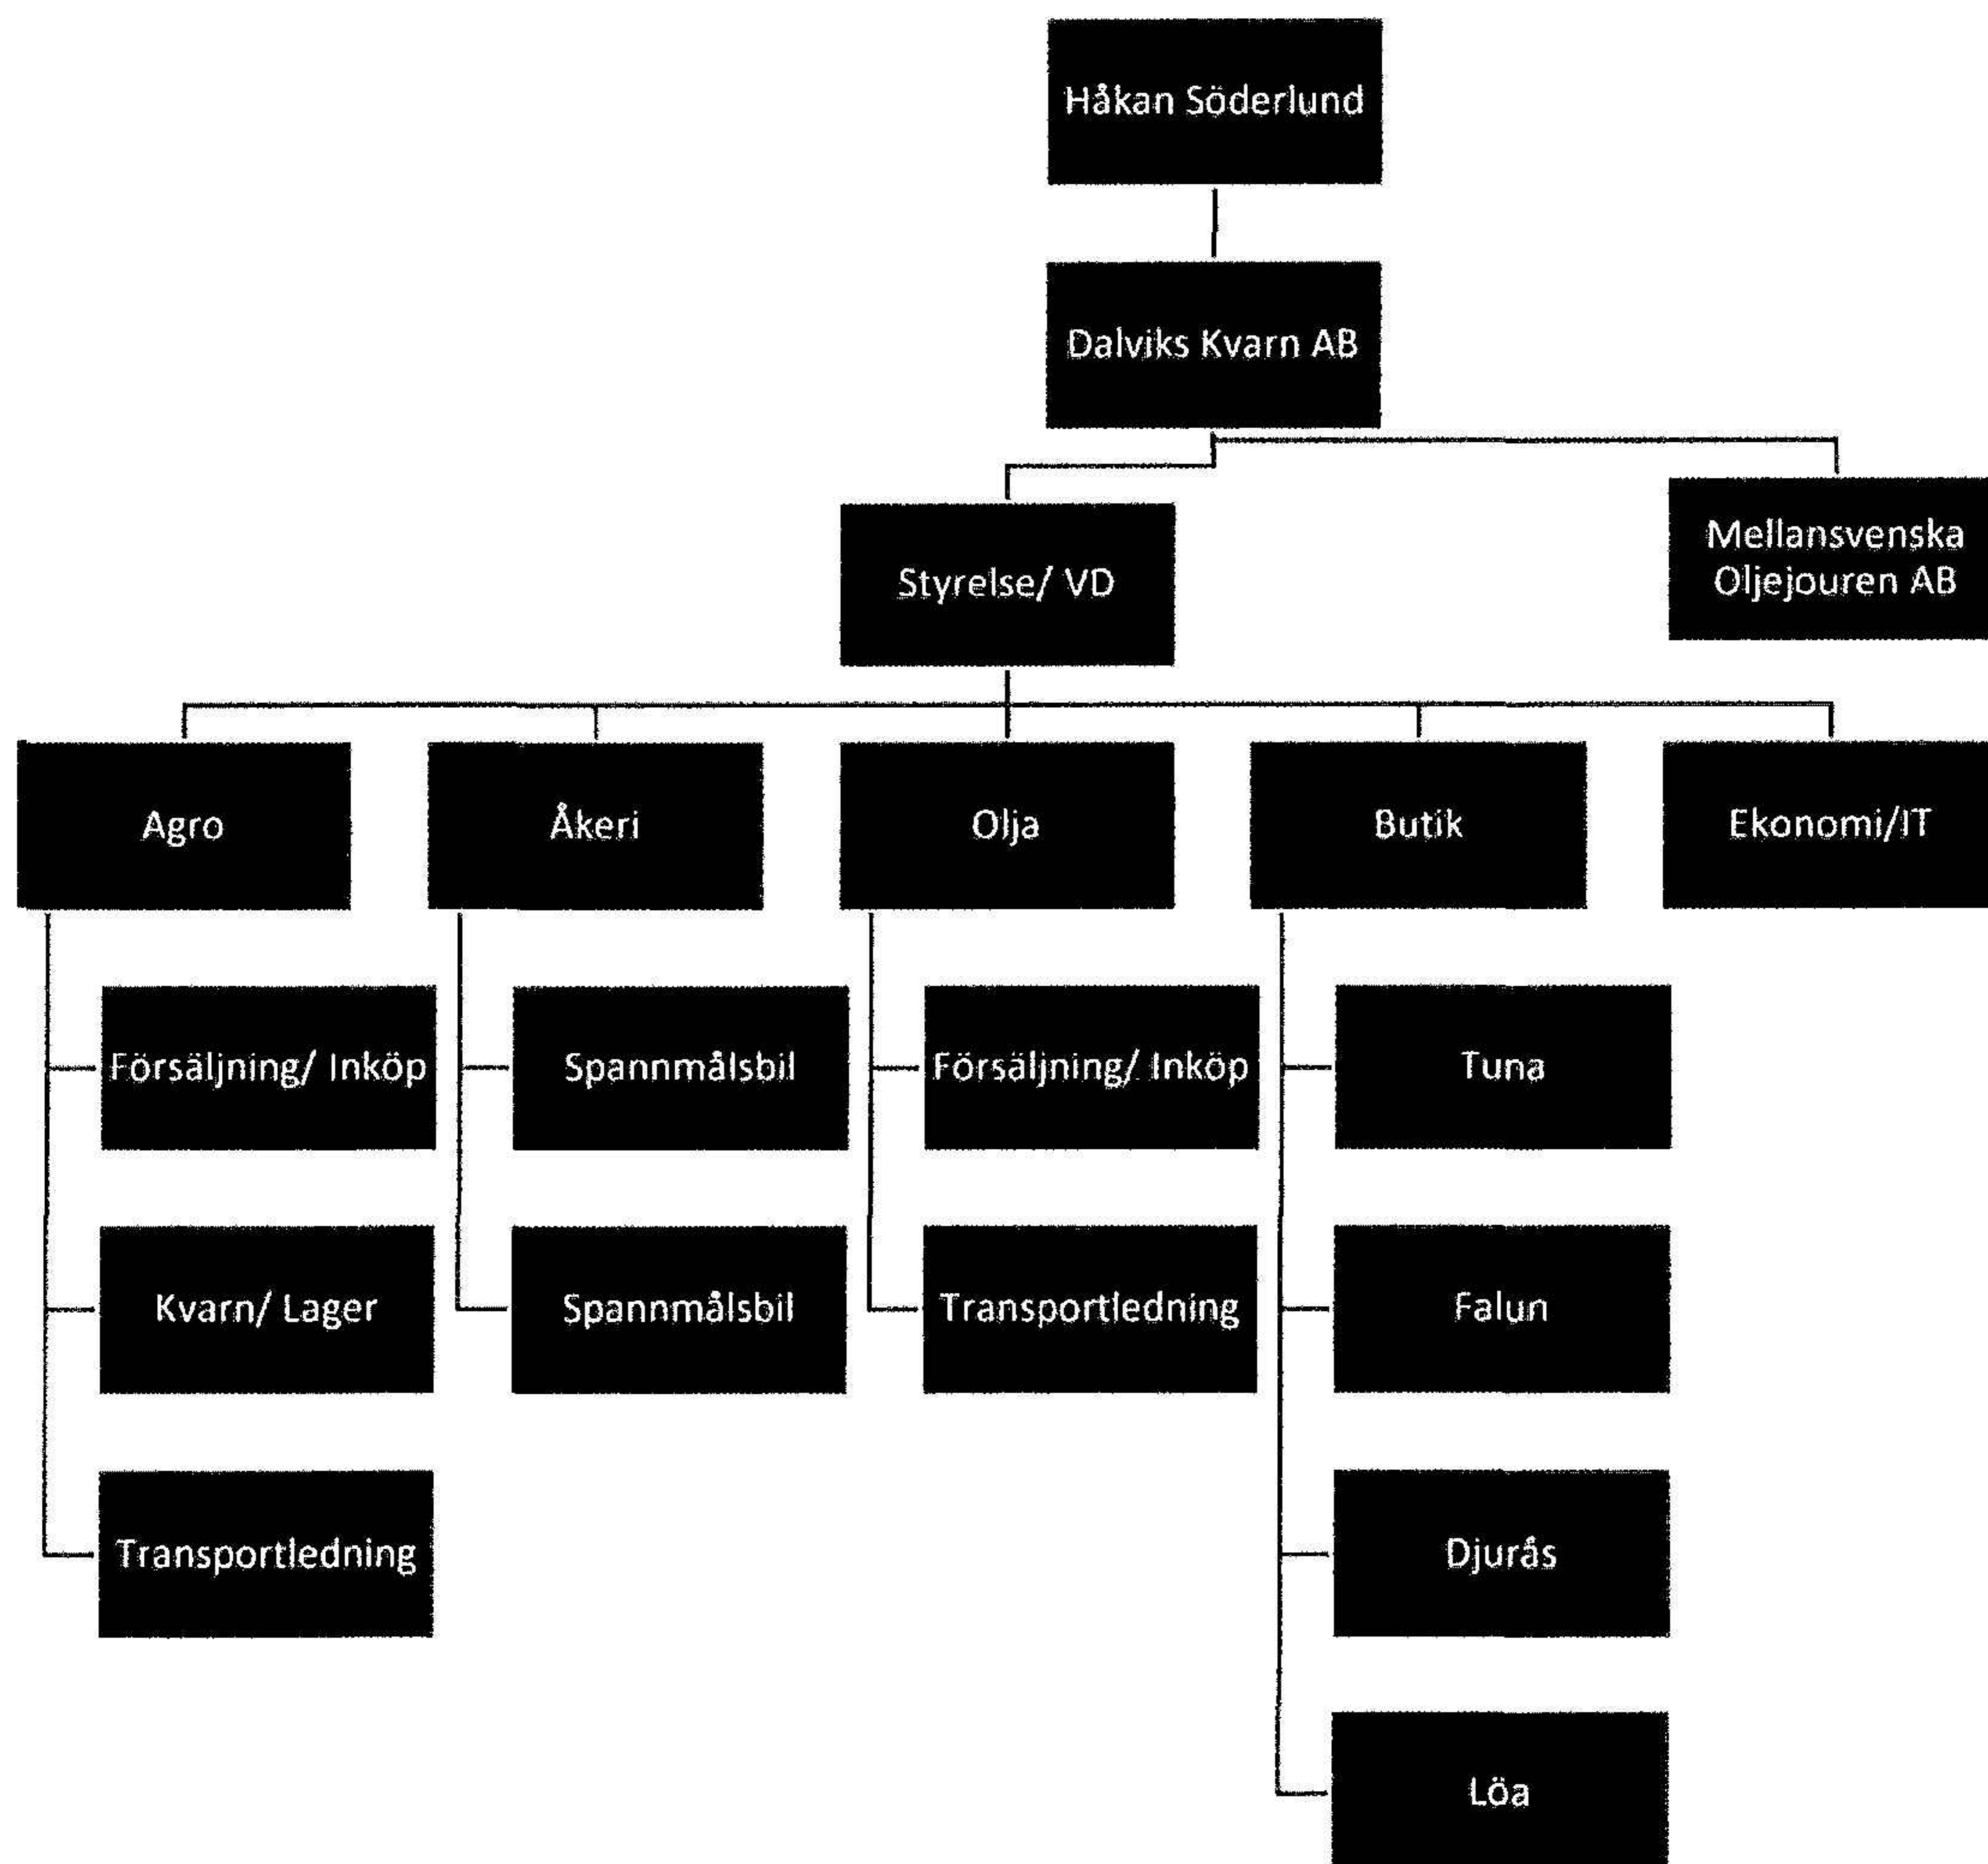 Håkan Söderlund
Dalviks Kvarn AB
Styrelse/ VD
Mellansvenska
Oljejouren AB
Agro
Åkeri
Olja
Butik
Ekonomi/IT
Försäljning/ Inköp
Spannmålsbil
Försäljning/ Inköp
Tuna
Kvarn/ Lager
Spannmålsbil
Transportledning
Falun
Transportledning
Djurås
Löa